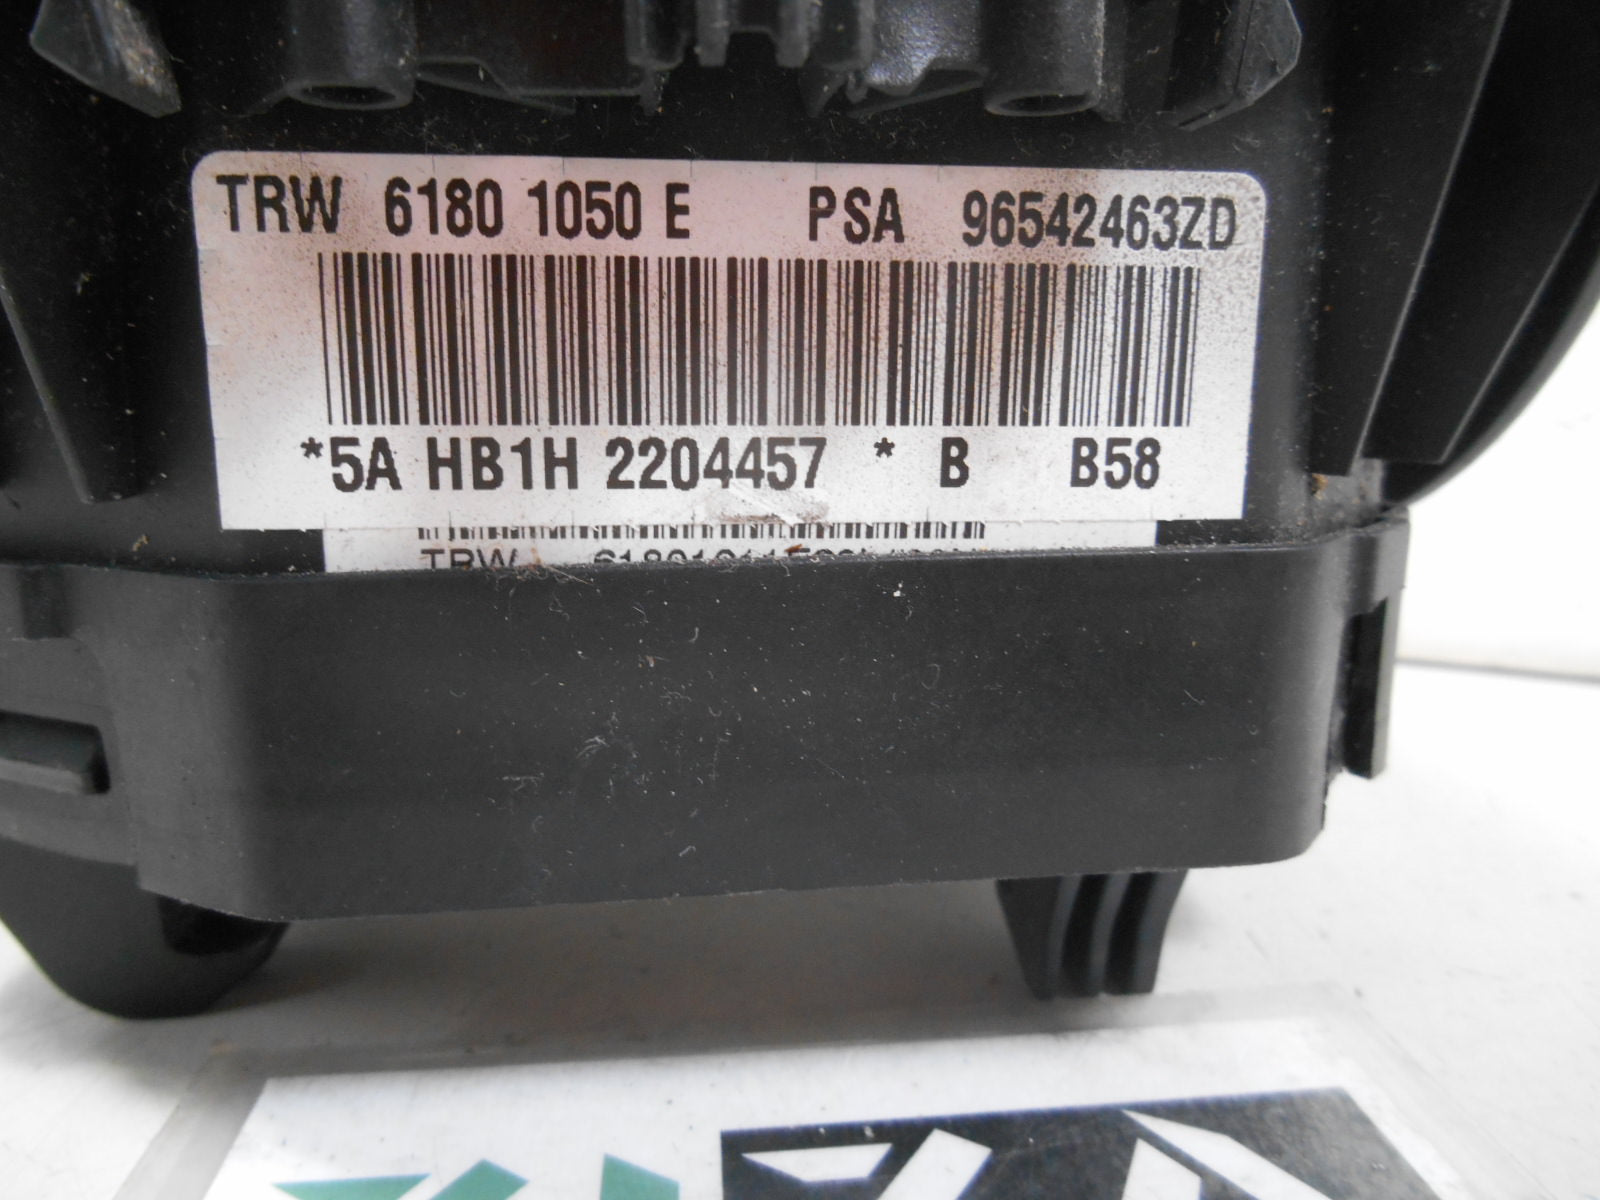 TRW 6180 1050 E PSA 96542463ZD
*5A HB1H 2204457 * B B58
TRW